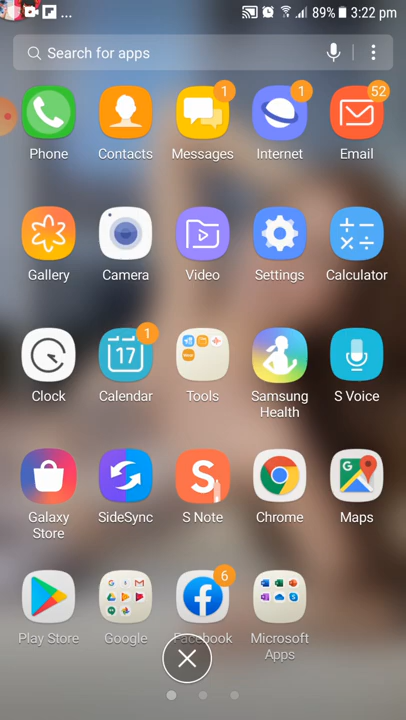 ... 89% 3:22 pm
Search for apps
1 1 52
Phone Contacts Messages Internet Email
Gallery Camera Video Settings Calculator
17 1
Clock Calendar Tools Samsung Health S Voice
S
G
Galaxy Store SideSync S Note Chrome Maps
6
Play Store Google Facebook Microsoft Apps